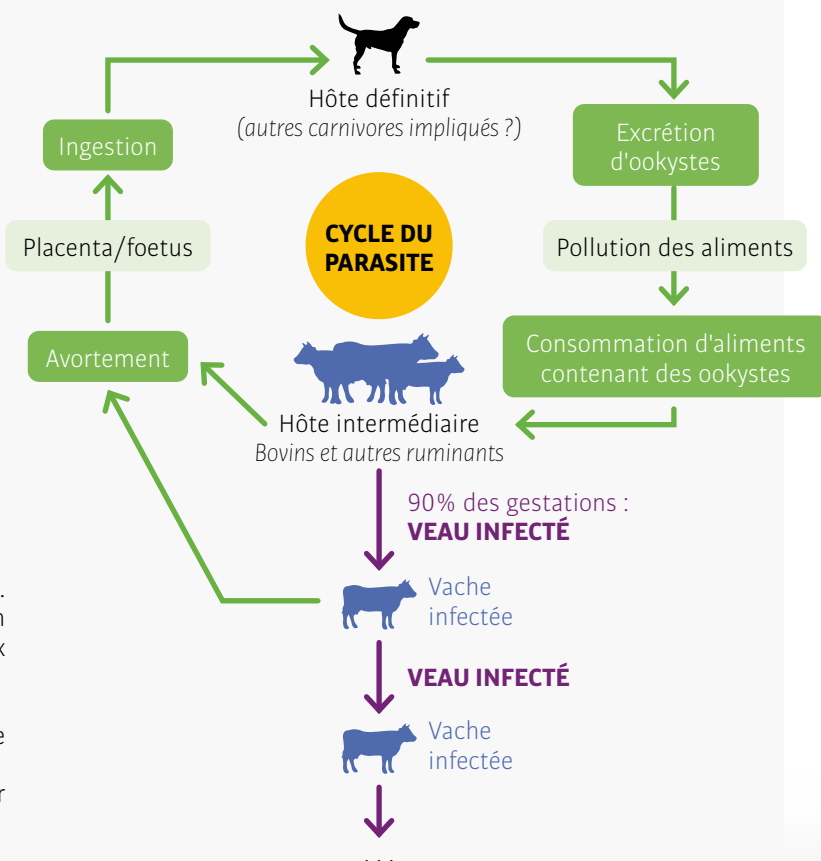 Hôte définitif
(autres carnivores impliqués ?)
Ingestion
Excrétion
d'ookystes
CYCLE DU
PARASITE
Placenta/foetus
Pollution des aliments
Avortement
Consommation d'aliments
contenant des ookystes
Hôte intermédiaire
Bovins et autres ruminants
90% des gestations :
VEAU INFECTÉ
Vache
infectée
VEAU INFECTÉ
Vache
infectée